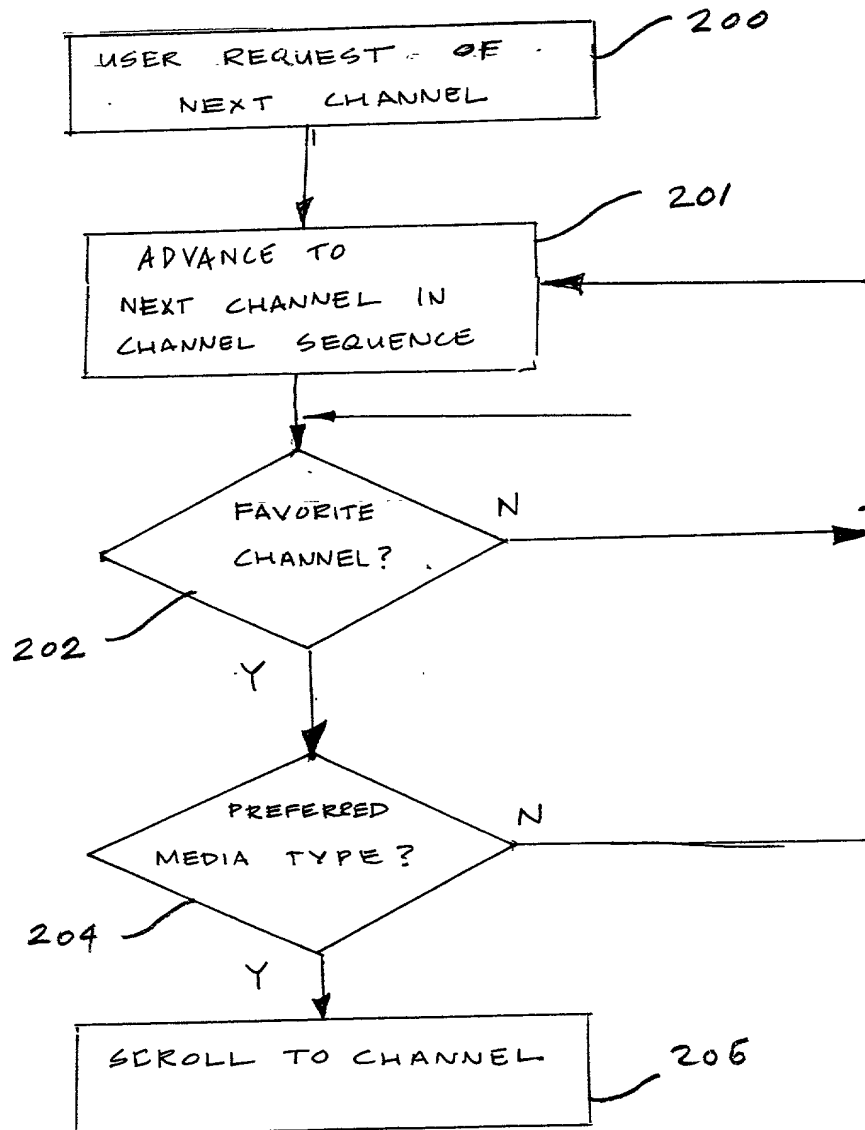 200
USER REQUEST OF
NEXT CHANNEL
201
ADVANCE TO
NEXT CHANNEL IN
CHANNEL SEQUENCE
FAVORITE
CHANNEL?
N
202
Y
PREFERRED
MEDIA TYPE?
N
204
Y
SCROLL TO CHANNEL
206